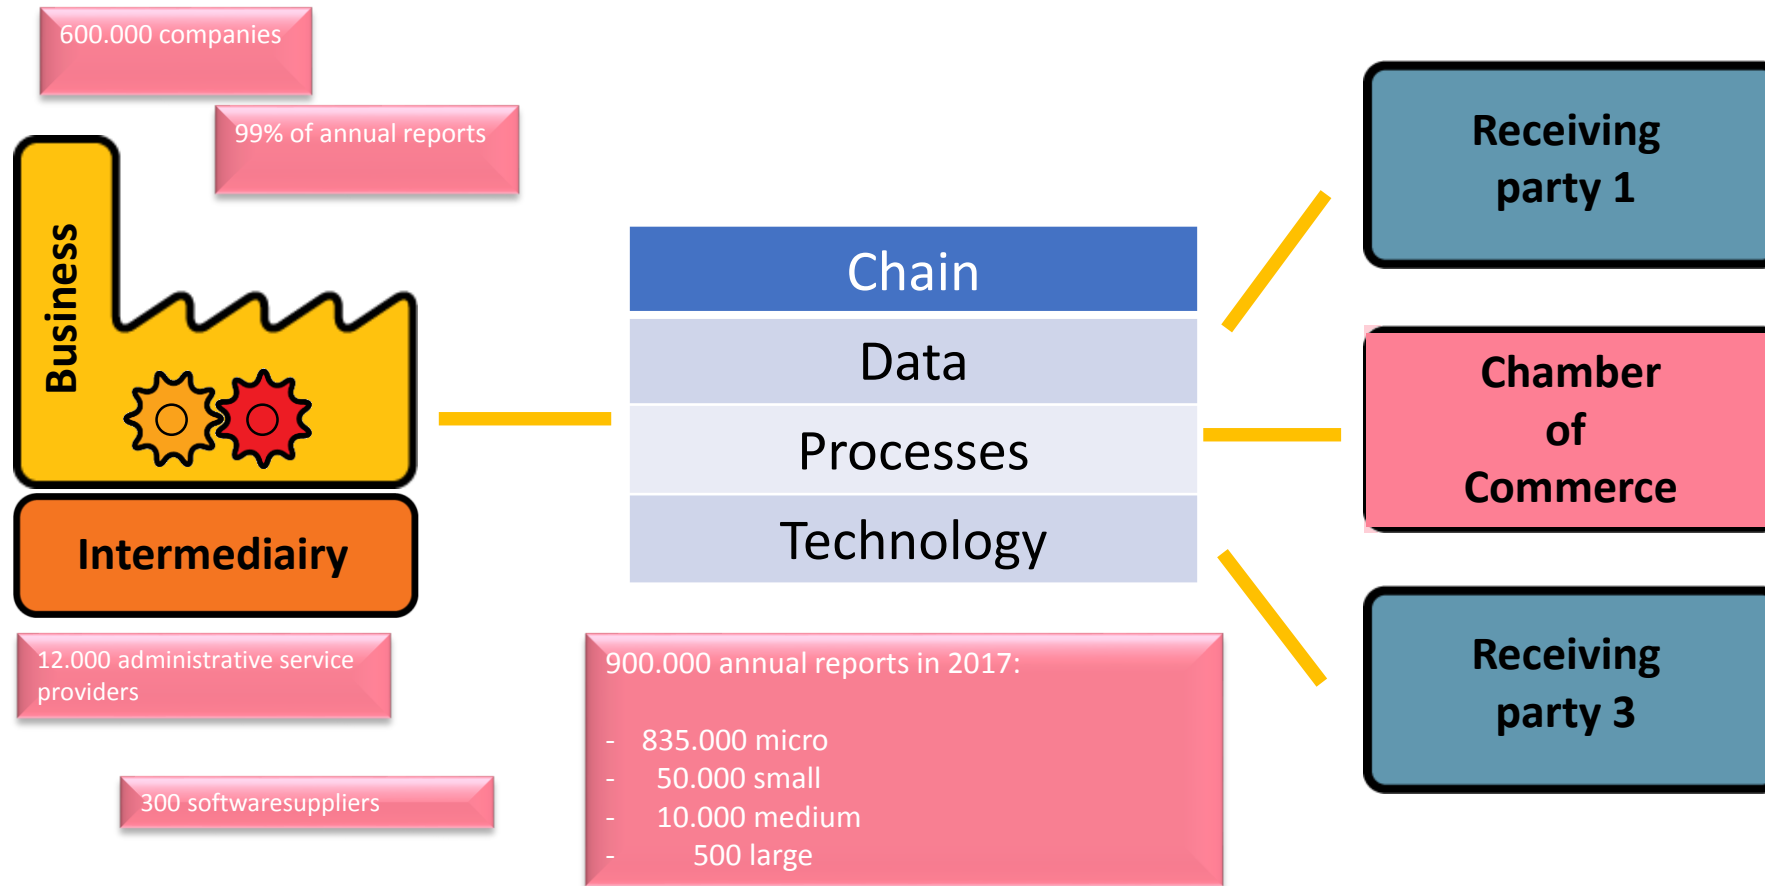 600.000 companies
99% of annual reports
Business
Intermediairy
12.000 administrative service
providers
300 softwaresuppliers
Chain
Data
Processes
Technology
900.000 annual reports in 2017:
- 835.000 micro
- 50.000 small
- 10.000 medium
- 500 large
Receiving
party 1
Chamber
of
Commerce
Receiving
party 3